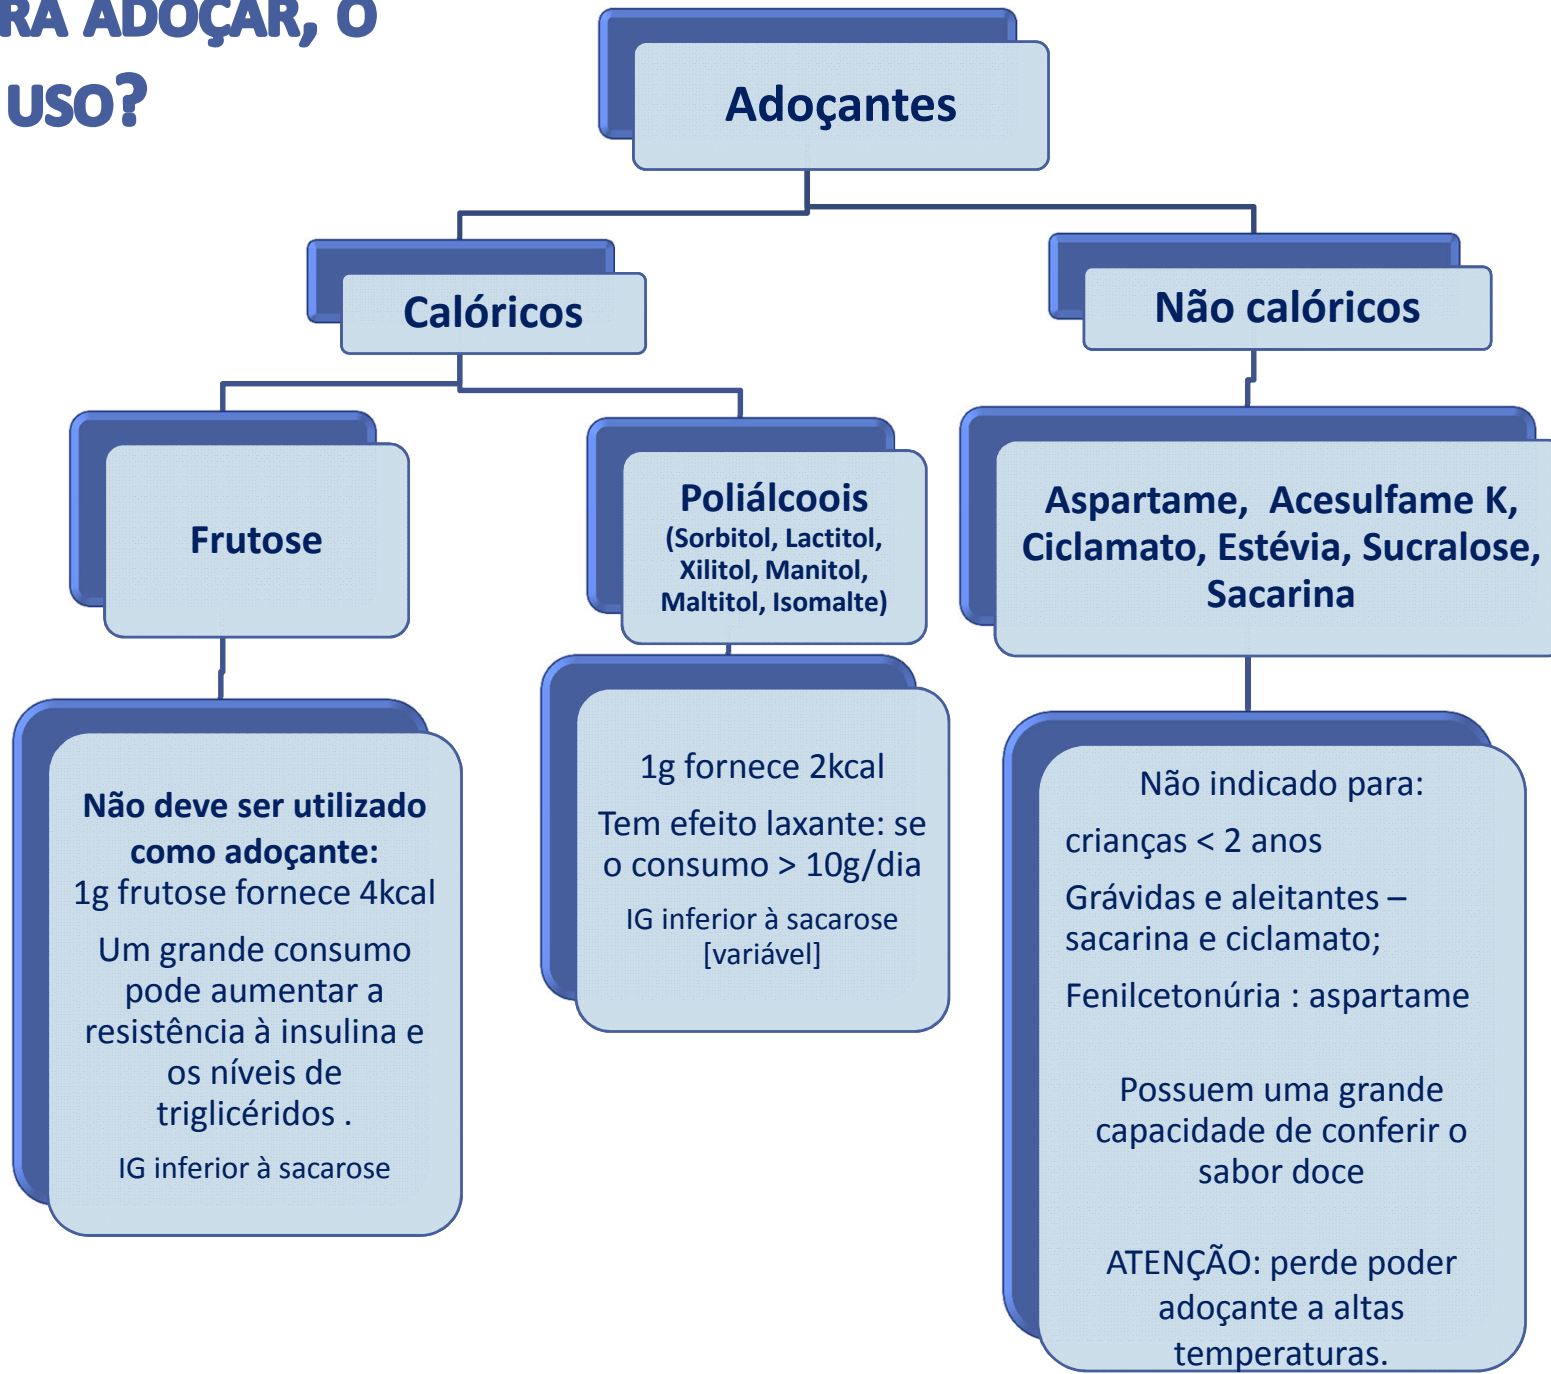 RA ADOÇAR, O
USO?
Adoçantes
Calóricos
Não calóricos
Frutose
Poliálcoois
(Sorbitol, Lactitol,
Xilitol, Manitol,
Maltitol, Isomalte)
Aspartame, Acesulfame K,
Ciclamato, Estévia, Sucralose,
Sacarina
Não deve ser utilizado
como adoçante:
1g frutose fornece 4kcal
Um grande consumo
pode aumentar a
resistência à insulina e
os níveis de
triglicéridos .
IG inferior à sacarose
1g fornece 2kcal
Tem efeito laxante: se
o consumo > 10g/dia
IG inferior à sacarose
[variável]
Não indicado para:
crianças < 2 anos
Grávidas e aleitantes –
sacarina e ciclamato;
Fenilcetonúria : aspartame
Possuem uma grande
capacidade de conferir o
sabor doce
ATENÇÃO: perde poder
adoçante a altas
temperaturas.